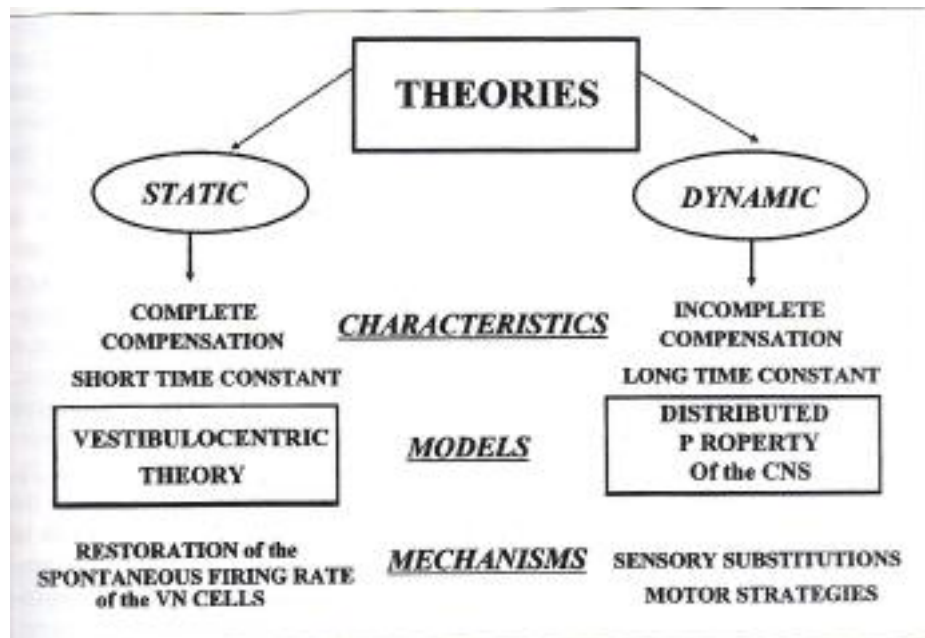 THEORIES
STATIC
DYNAMIC
COMPLETE
COMPENSATION
SHORT TIME CONSTANT
CHARACTERISTICS
INCOMPLETE
COMPENSATION
LONG TIME CONSTANT
VESTIBULOCENTRIC
THEORY
MODELS
DISTRIBUTED
P ROPERTY
Of the CNS
RESTORATION of the
SPONTANEOUS FIRING RATE
of the VN CELLS
MECHANISMS
SENSORY SUBSTITUTIONS
MOTOR STRATEGIES